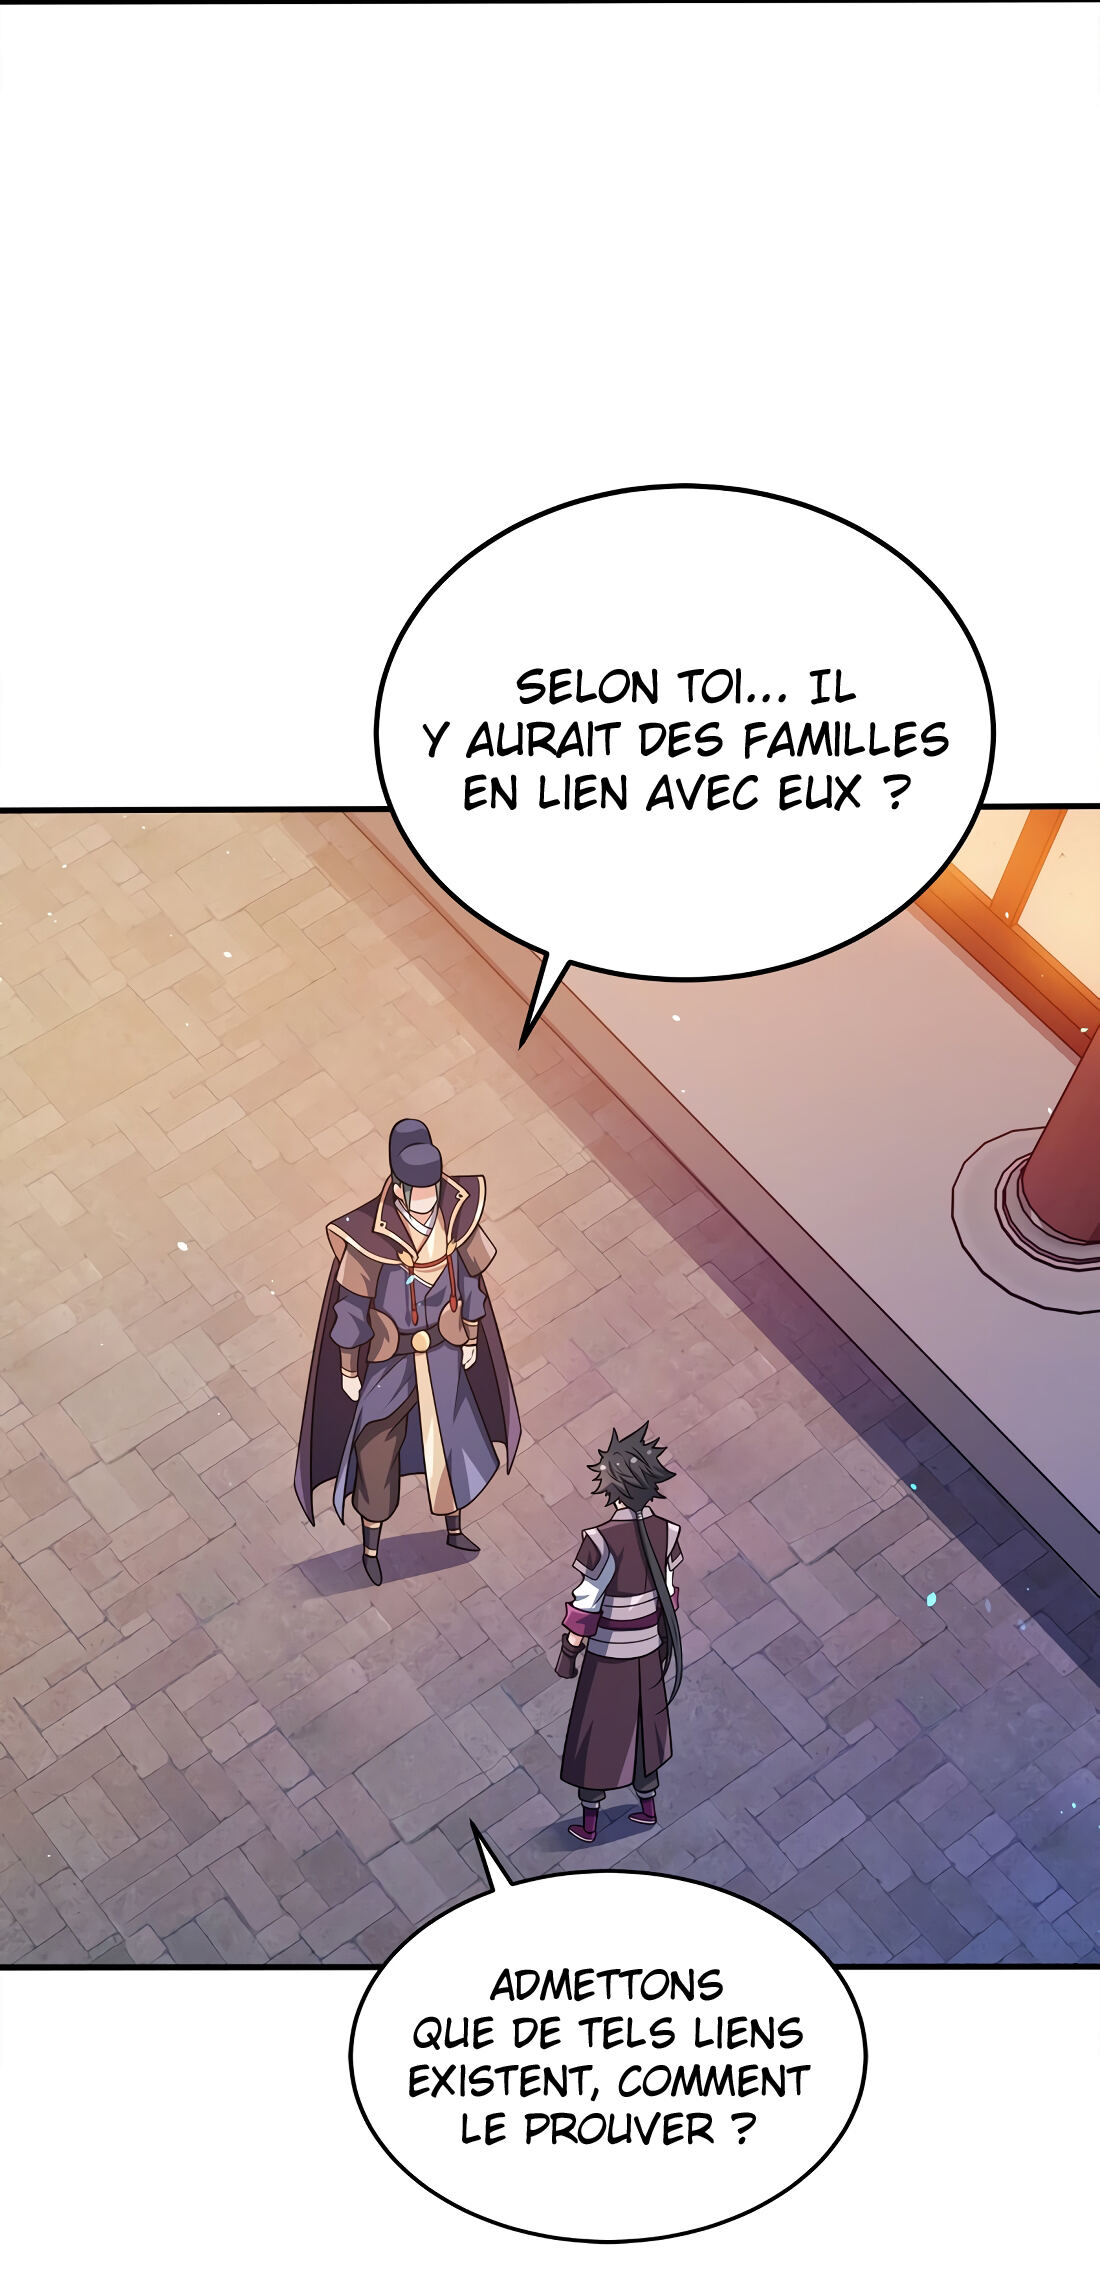 SELON TOI... IL
Y AURAIT DES FAMILLES
EN LIEN AVEC EUX ?
ADMETTONS
QUE DE TELS LIENS
EXISTENT, COMMENT
LE PROUVER ?